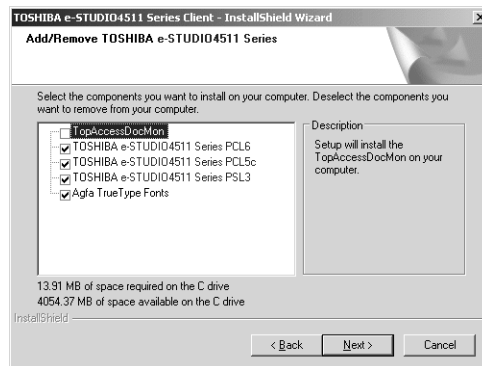 TOSHIBA e-STUDIO4511 Series Client - InstallShield Wizard
Add/Remove TOSHIBA e-STUDIO4511 Series
Select the components you want to install on your computer. Deselect the components you
want to remove from your computer.
TopAccessDocMon
TOSHIBA e-STUDIO4511 Series PCL6
TOSHIBA e-STUDIO4511 Series PCL5c
TOSHIBA e-STUDIO4511 Series PSL3
Agfa TrueType Fonts
Description
Setup will install the
TopAccessDocMon on your
computer.
13.91 MB of space required on the C drive
4054.37 MB of space available on the C drive
InstallShield
< Back
Next >
Cancel